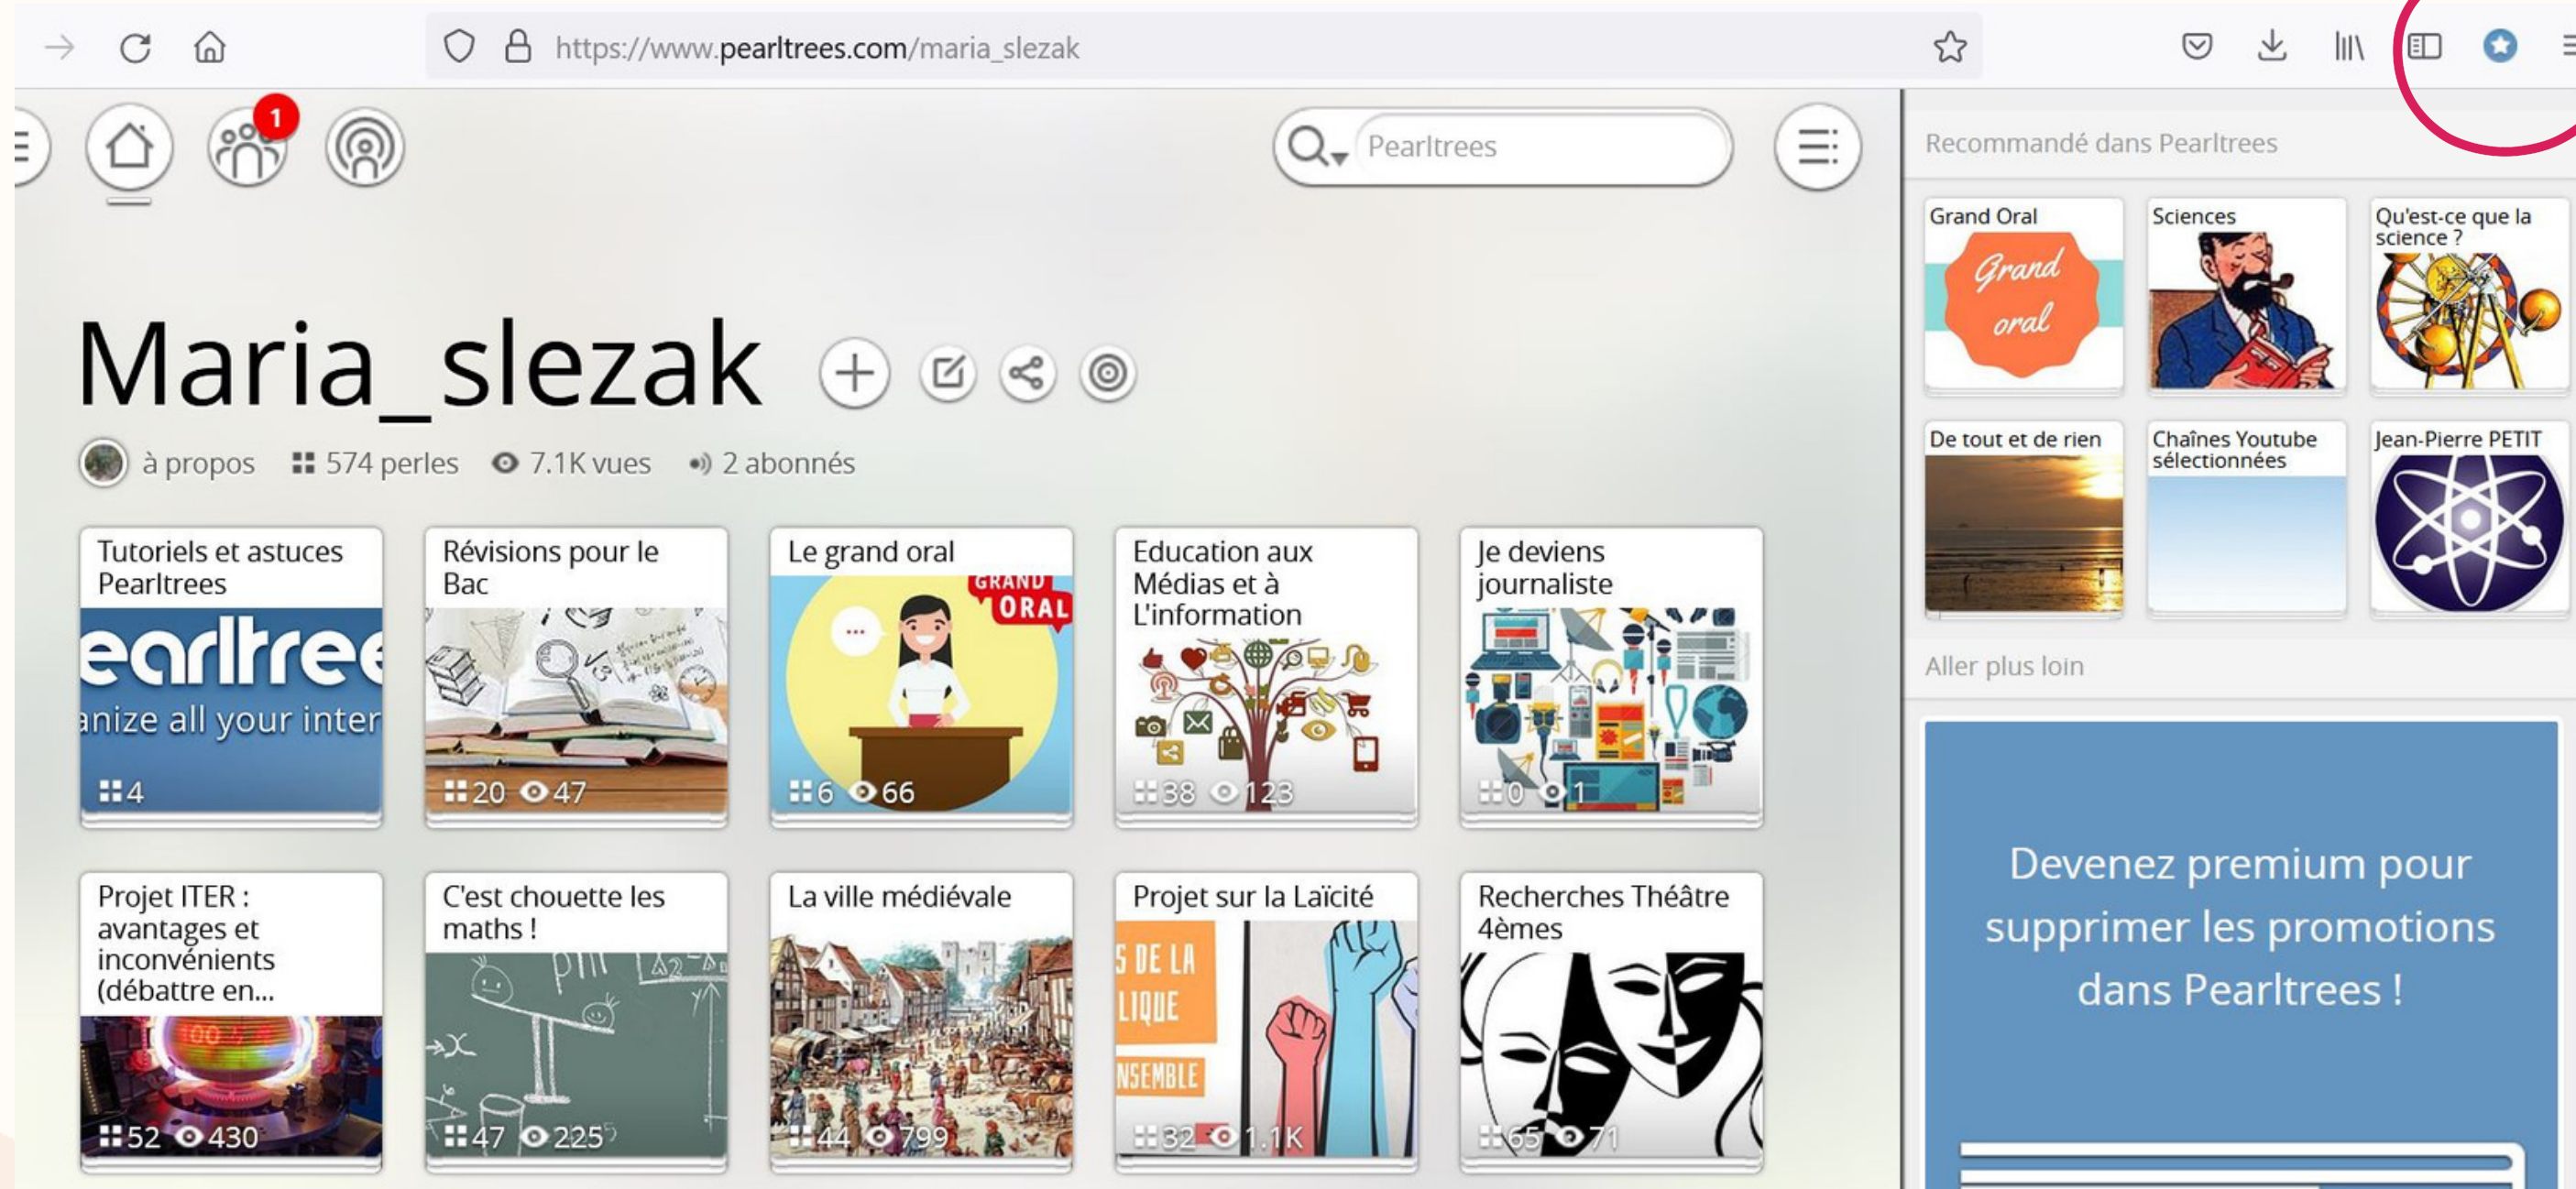 https://www.pearltrees.com/maria_slezak
1
Pearltrees
Maria_slezak
à propos 574 perles 7.1K vues 2 abonnés
Tutoriels et astuces
Pearltrees
earltree
anize all your inter
4
Révisions pour le
Bac
20 47
Le grand oral
GRAND
ORAL
6 66
Education aux
Médias et à
L'information
38 123
Je deviens
journaliste
0 1
Projet ITER :
avantages et
inconvénients
(débattre en...
100
52 430
C'est chouette les
maths !
47 225
La ville médiévale
44 799
Projet sur la Laïcité
S DE LA
LIQUE
NSEMBLE
32 1.1K
Recherches Théâtre
4èmes
65 71
Recommandé dans Pearltrees
Grand Oral
Grand
oral
Sciences
Qu'est-ce que la
science ?
De tout et de rien
Chaînes Youtube
sélectionnées
Jean-Pierre PETIT
Aller plus loin
Devenez premium pour
supprimer les promotions
dans Pearltrees !